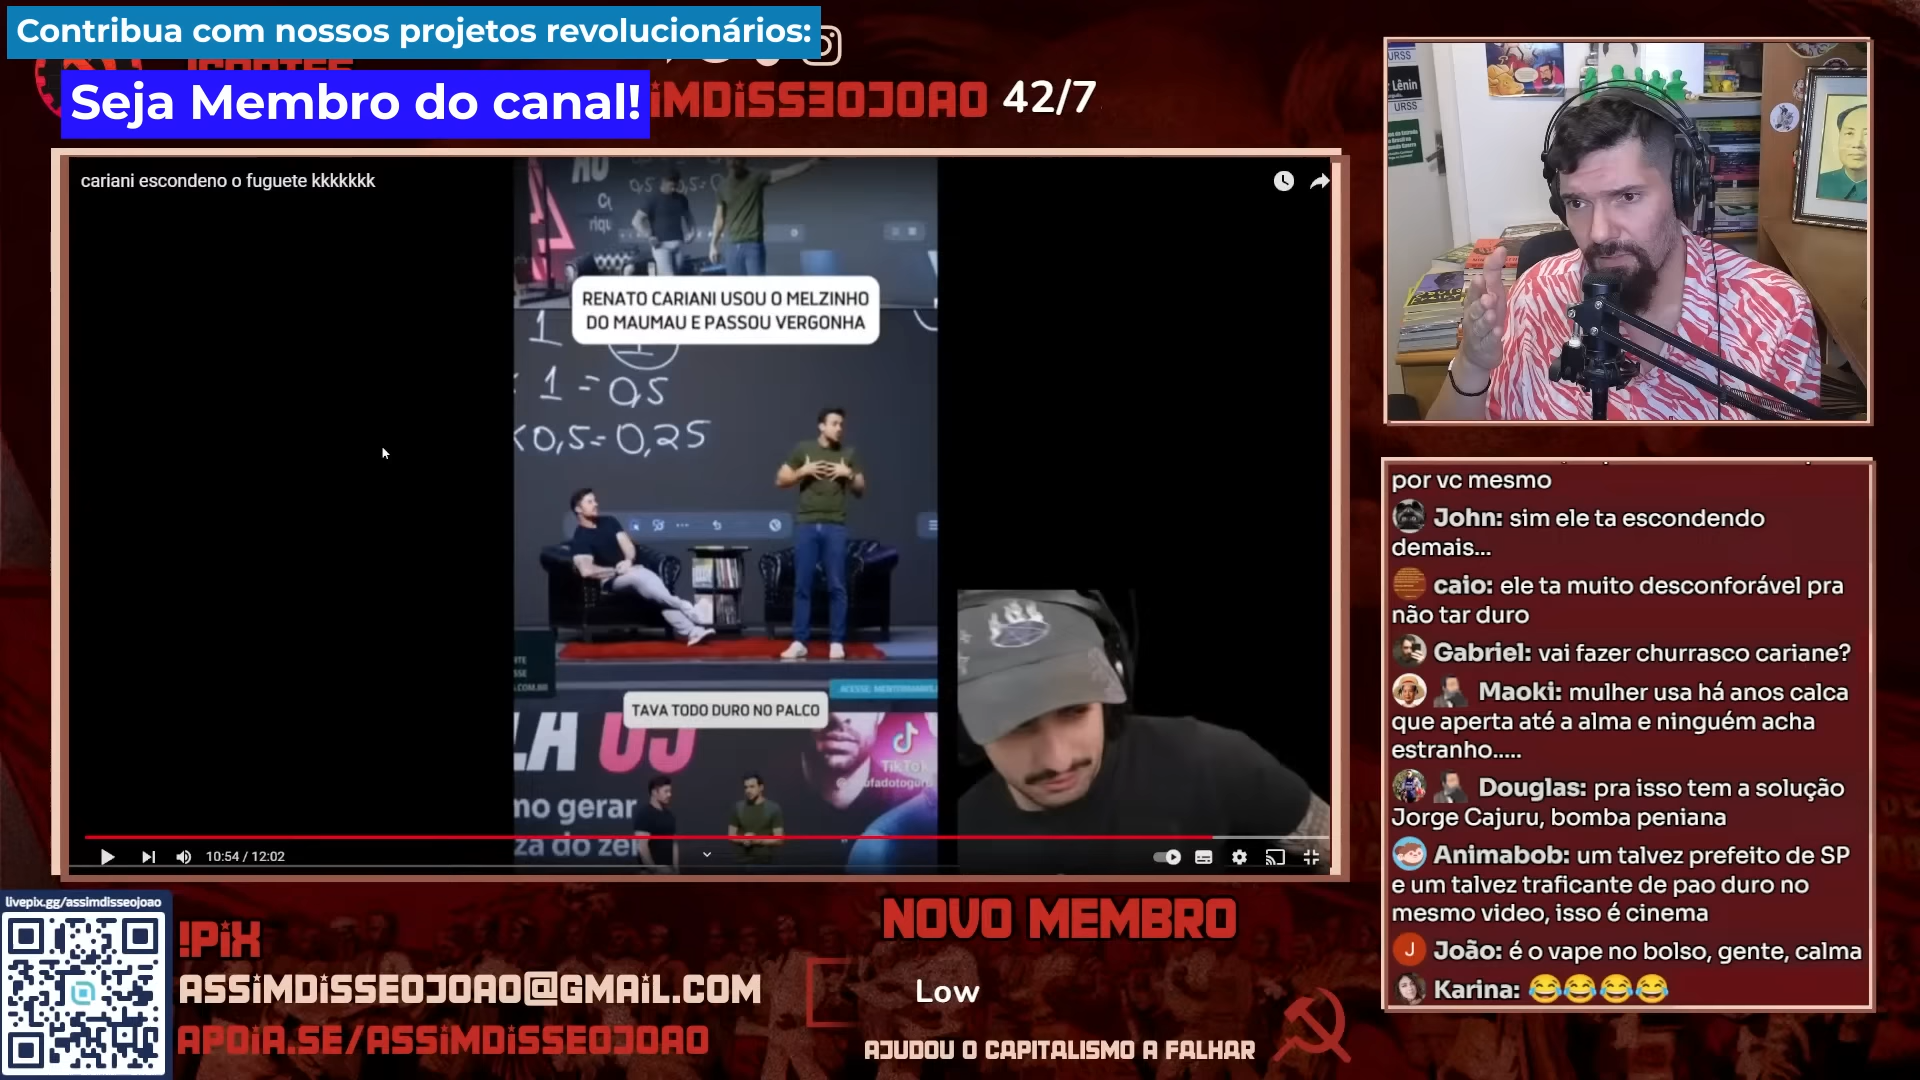 Contribua com nossos projetos revolucionários:
Seja Membro do canal!
iMDiSSEOJOAO 42/7
cariani escondeno o fuguete kkkkkkk
RENATO CARIANI USOU O MELZINHO
DO MAUMAU E PASSOU VERGONHA
1 = 0,5
0,5 = 0,25
TAVA TODO DURO NO PALCO
TikTok
mo gerar
za do zer
10:54 / 12:02
URSS
Lênin
URSS
por vc mesmo
John: sim ele ta escondendo
demais...
caio: ele ta muito desconforável pra
não tar duro
Gabriel: vai fazer churrasco cariane?
Maoki: mulher usa há anos calca
que aperta até a alma e ninguém acha
estranho.....
Douglas: pra isso tem a solução
Jorge Cajuru, bomba peniana
Animabob: um talvez prefeito de SP
e um talvez traficante de pao duro no
mesmo video, isso é cinema
J João: é o vape no bolso, gente, calma
Karina: 😂😂😂😂
livepix.gg/assimdisseojoao
!PiX
ASSiMDiSSEOJOAO@GMAiL.COM
APOiA.SE/ASSiMDiSSEOJOAO
NOVO MEMBRO
Low
AJUDOU O CAPiTALiSMO A FALHAR